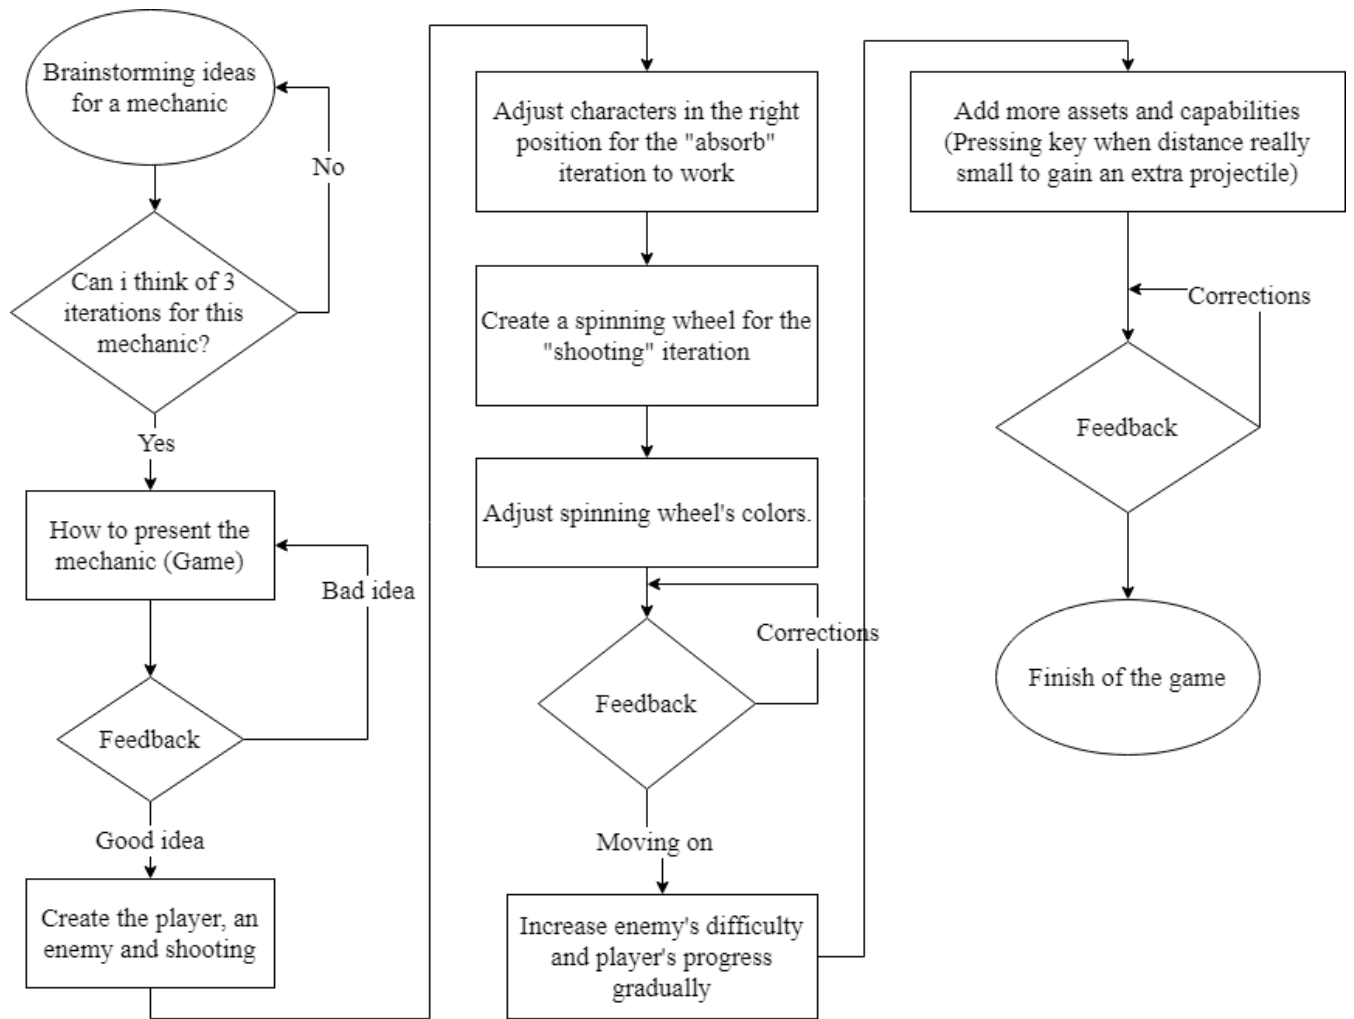 Brainstorming ideas
for a mechanic
No
Can i think of 3
iterations for this
mechanic?
Yes
How to present the
mechanic (Game)
Bad idea
Feedback
Good idea
Create the player, an
enemy and shooting
Adjust characters in the right
position for the "absorb"
iteration to work
Create a spinning wheel for the
"shooting" iteration
Adjust spinning wheel's colors.
Corrections
Feedback
Moving on
Increase enemy's difficulty
and player's progress
gradually
Add more assets and capabilities
(Pressing key when distance really
small to gain an extra projectile)
Corrections
Feedback
Finish of the game